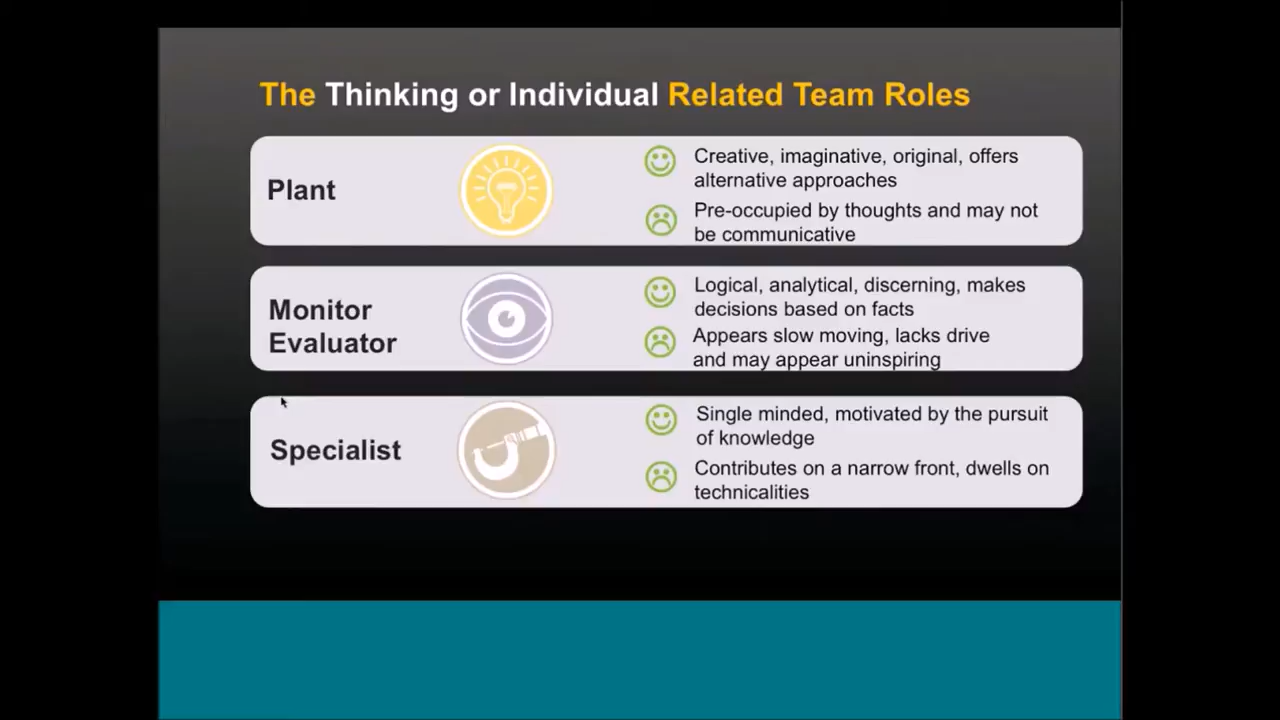 The Thinking or Individual Related Team Roles
Plant
Creative, imaginative, original, offers
alternative approaches
Pre-occupied by thoughts and may not
be communicative
Monitor
Evaluator
Logical, analytical, discerning, makes
decisions based on facts
Appears slow moving, lacks drive
and may appear uninspiring
Specialist
Single minded, motivated by the pursuit
of knowledge
Contributes on a narrow front, dwells on
technicalities